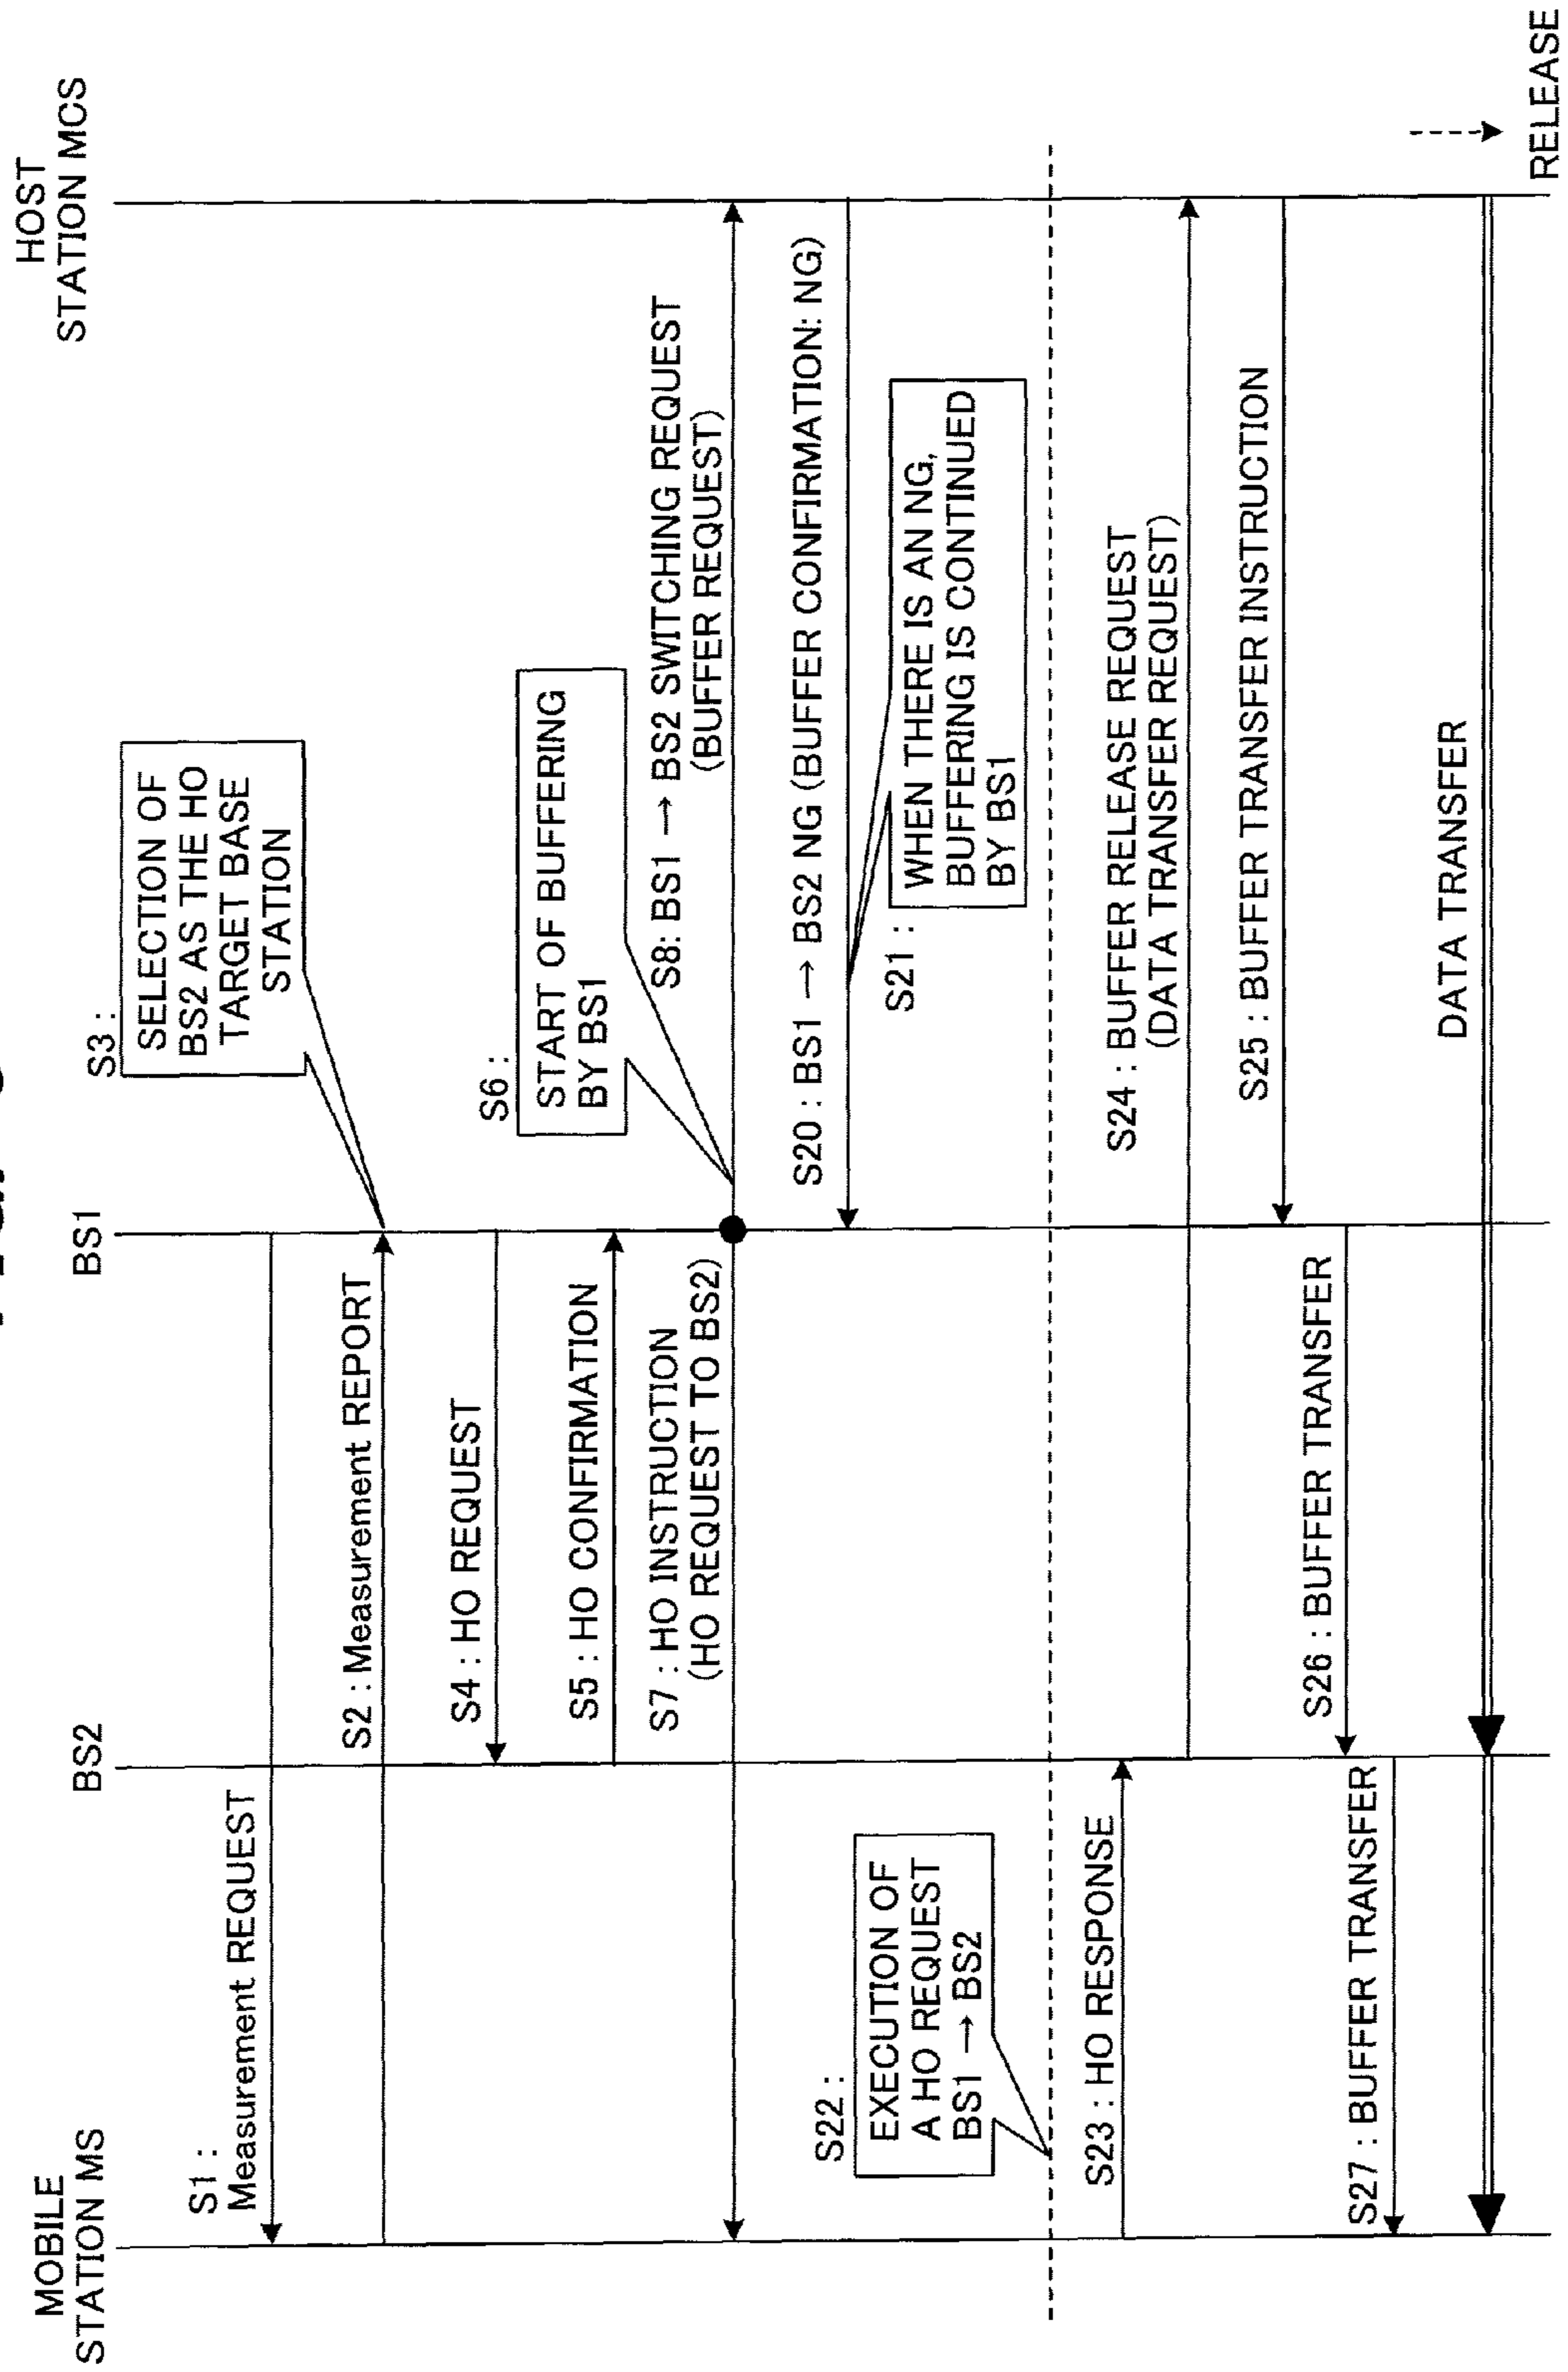 MOBILE
STATION MS
BS2
BS1
HOST
STATION MCS
S1 :
Measurement REQUEST
S2 : Measurement REPORT
S3 :
SELECTION OF
BS2 AS THE HO
TARGET BASE
STATION
S4 : HO REQUEST
S5 : HO CONFIRMATION
S6 :
START OF BUFFERING
BY BS1
S7 : HO INSTRUCTION
(HO REQUEST TO BS2)
S8: BS1 → BS2 SWITCHING REQUEST
(BUFFER REQUEST)
S20 : BS1 → BS2 NG (BUFFER CONFIRMATION: NG)
S21 :
WHEN THERE IS AN NG,
BUFFERING IS CONTINUED
BY BS1
S22 :
EXECUTION OF
A HO REQUEST
BS1 → BS2
S23 : HO RESPONSE
S24 : BUFFER RELEASE REQUEST
(DATA TRANSFER REQUEST)
S25 : BUFFER TRANSFER INSTRUCTION
S26 : BUFFER TRANSFER
S27 : BUFFER TRANSFER
DATA TRANSFER
RELEASE